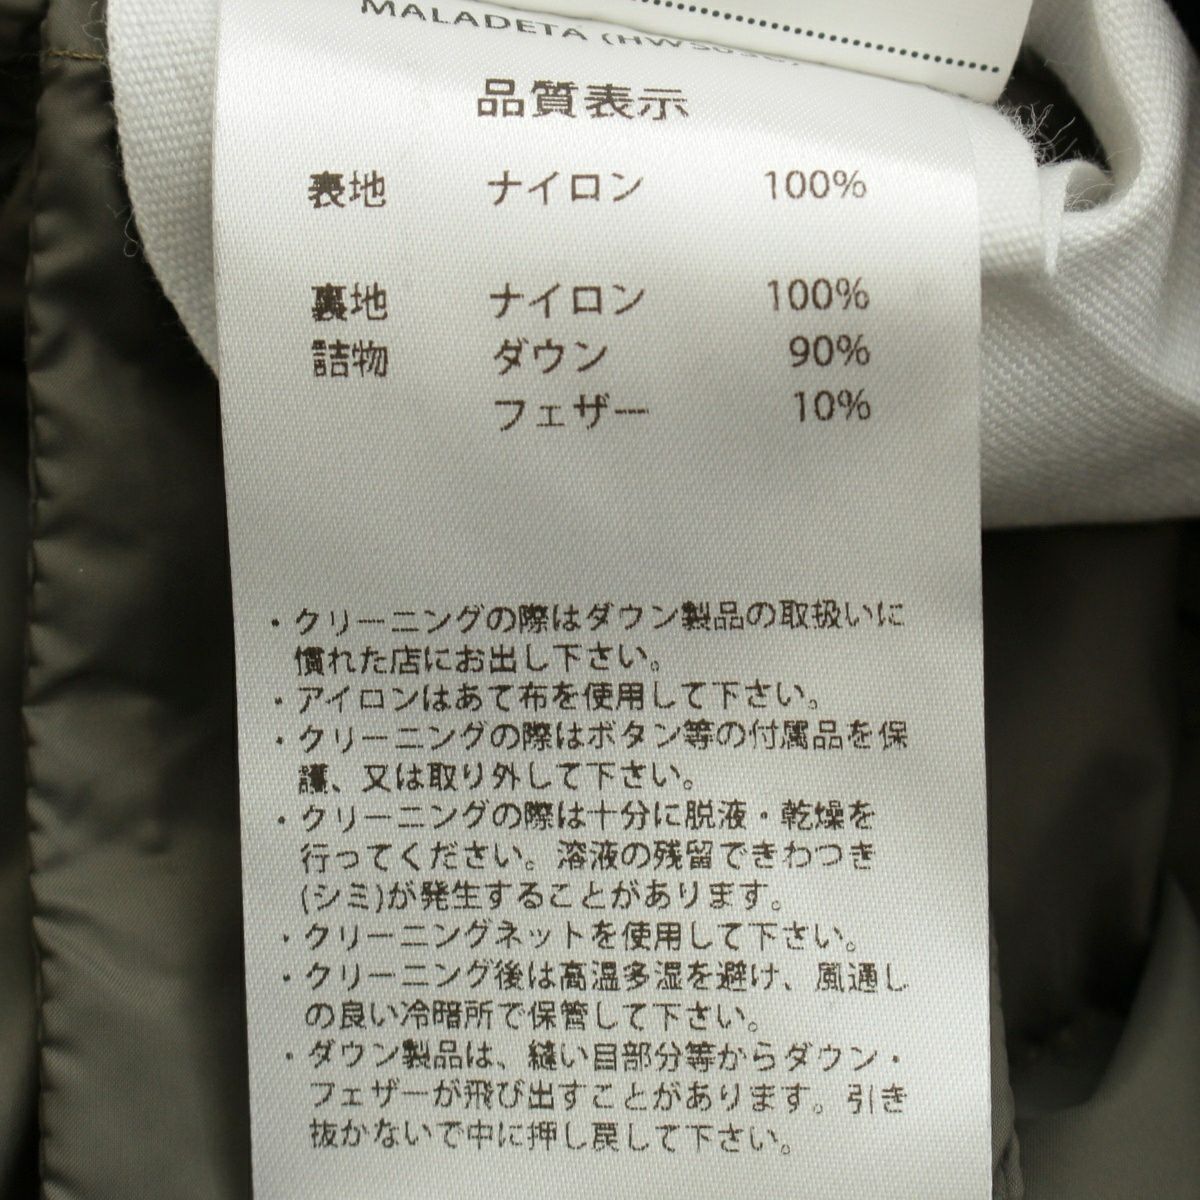 MALADETA
品質表示
表地 ナイロン 100%
裏地 ナイロン 100%
詰物 ダウン 90%
フェザー 10%
・クリーニングの際はダウン製品の取扱いに
慣れた店にお出し下さい。
・アイロンはあて布を使用して下さい。
・クリーニングの際はボタン等の付属品を保
護、又は取り外して下さい。
・クリーニングの際は十分に脱液・乾燥を
行ってください。溶液の残留できわつき
(シミ)が発生することがあります。
・クリーニングネットを使用して下さい。
・クリーニング後は高温多湿を避け、風通し
の良い冷暗所で保管して下さい。
・ダウン製品は、縫い目部分等からダウン・
フェザーが飛び出すことがあります。引き
抜かないで中に押し戻して下さい。